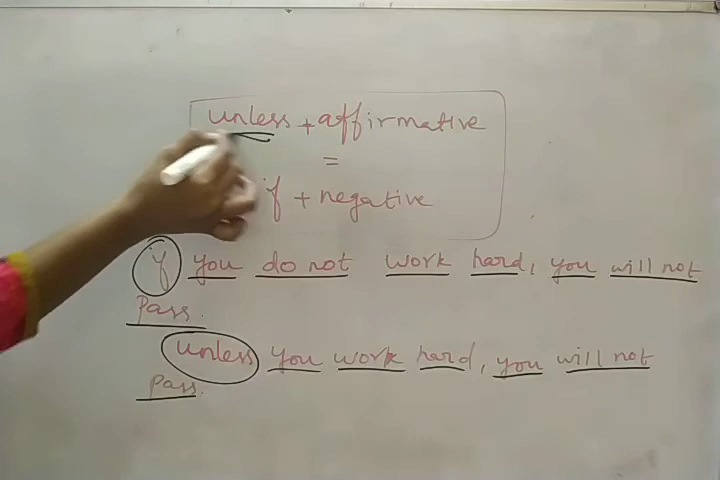 unless + affirmative
=
if + negative
if you do not work hard, you will not
pass.
unless you work hard, you will not
pass.